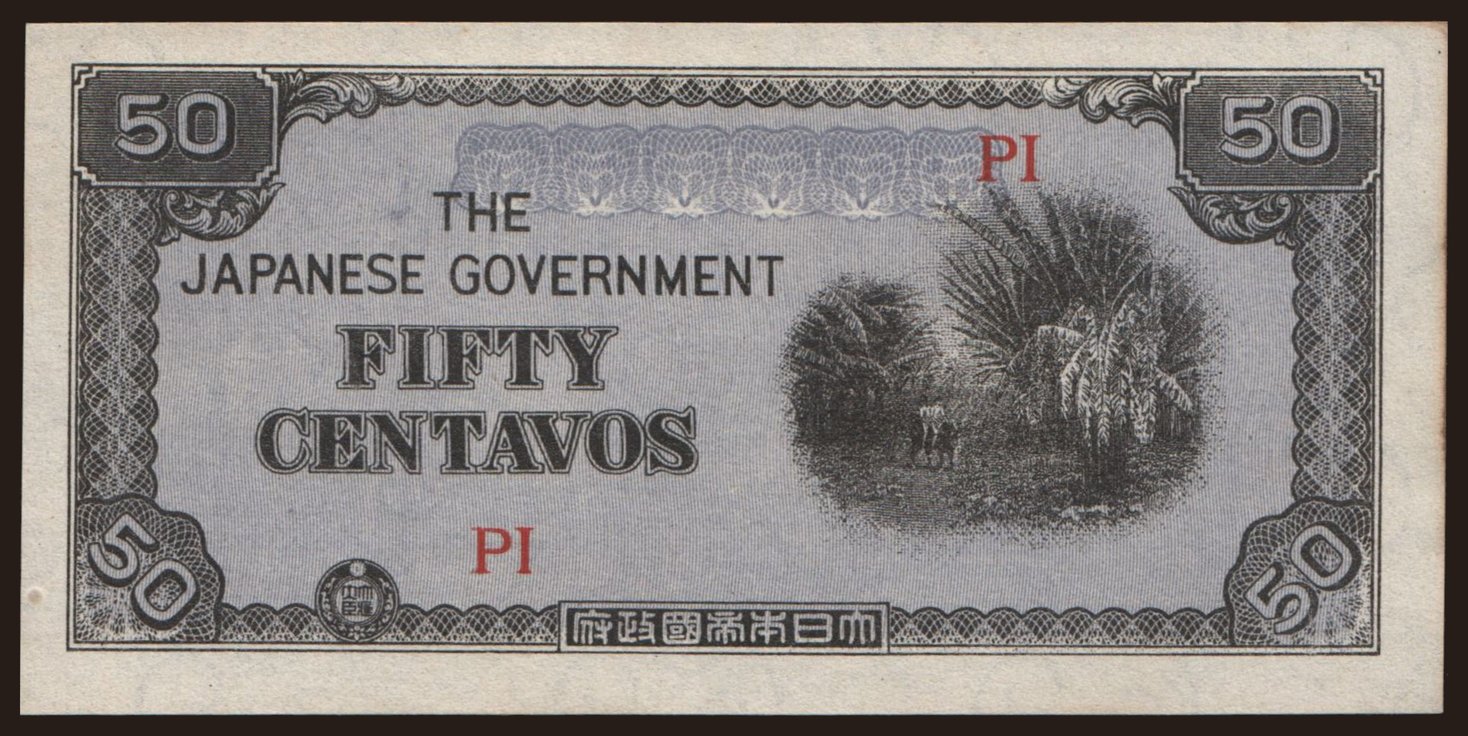 50
50
PI
THE
JAPANESE GOVERNMENT
FIFTY
CENTAVOS
PI
50
50
府政國帝本日大